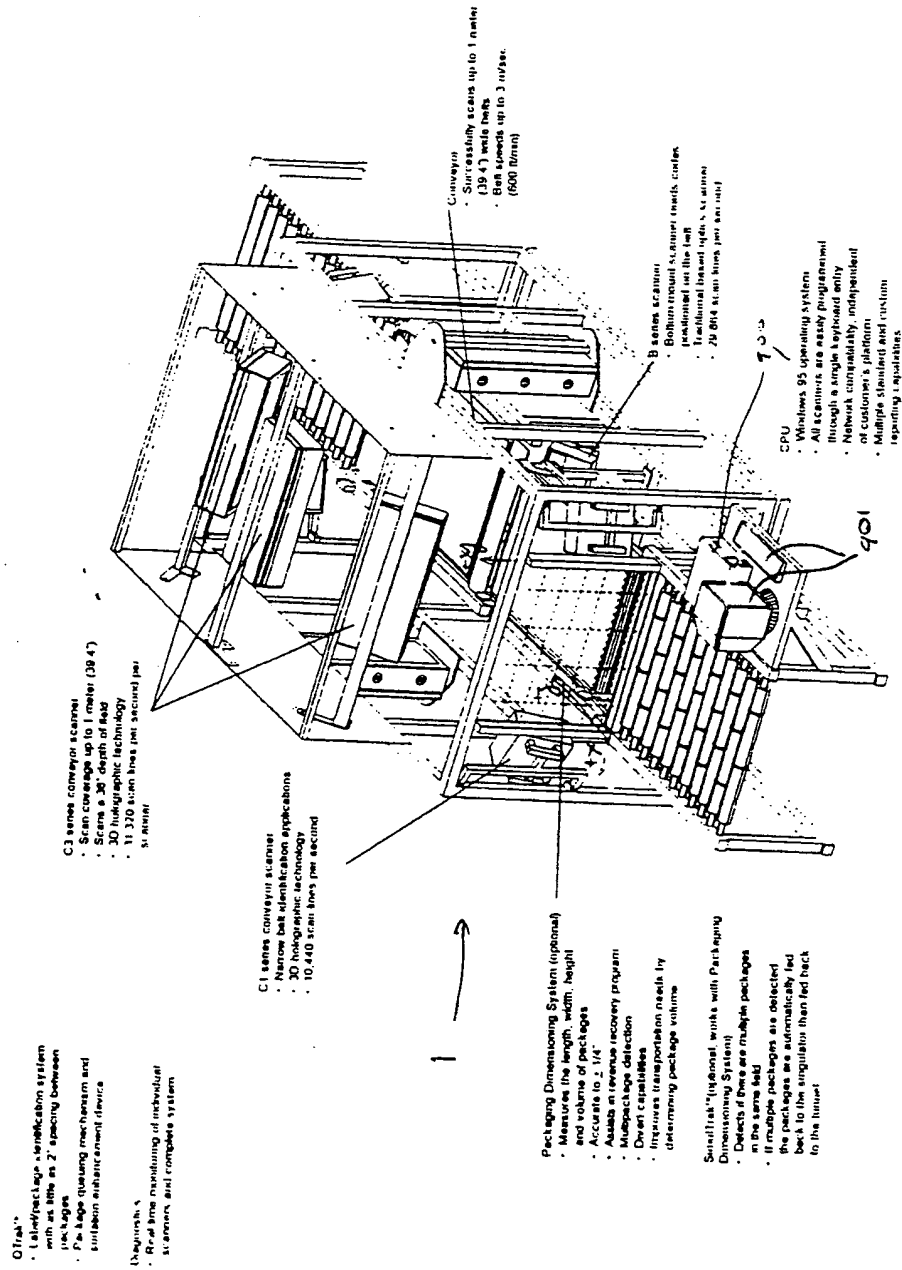 QTrak™
· Label/package identification system
with as little as 2" spacing between
packages
· Package queuing mechanism and
isolation enhancement device
Diagnostics
· Real time monitoring of individual
scanners and complete system
C3 series conveyor scanner
· Scan coverage up to 1 meter (39.4")
· Scans a 30" depth of field
· 3D holographic technology
· 11,320 scan lines per second per
scanner
C1 series conveyor scanner
· Narrow belt identification applications
· 3D holographic technology
· 10,440 scan lines per second
1
Packaging Dimensioning System (optional)
· Measures the length, width, height
and volume of packages
· Accurate to ± 1/4"
· Assists in revenue recovery program
· Multipackage detection
· Divert capabilities
· Improves transportation needs by
determining package volume
(optional, works with Packaging
Dimensioning System)
· Detects if there are multiple packages
in the same field
· If multiple packages are detected
the packages are automatically fed
back to the singulator than fed back
to the tunnel
Conveyor
· Successfully scans up to 1 meter
(39.4") wide belts
· Belt speeds up to 3 m/sec.
(600 ft/min)
B series scanner
· Bottom mount scanner reads codes
positioned on the belt
· Traditional based optics scanner
· scan lines per second
CPU
· Windows 95 operating system
· All scanners are easily programmed
through a single keyboard entry
· Network compatibility, independent
of customer's platform
· Multiple standard and custom
reporting capabilities
901